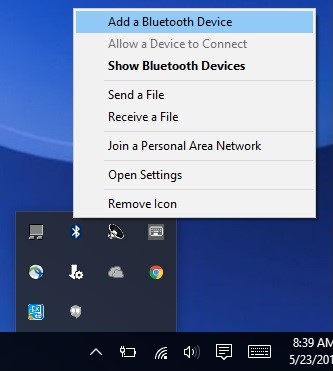 Add a Bluetooth Device
Allow a Device to Connect
Show Bluetooth Devices
Send a File
Receive a File
Join a Personal Area Network
Open Settings
Remove Icon
8:39 AM
5/23/201